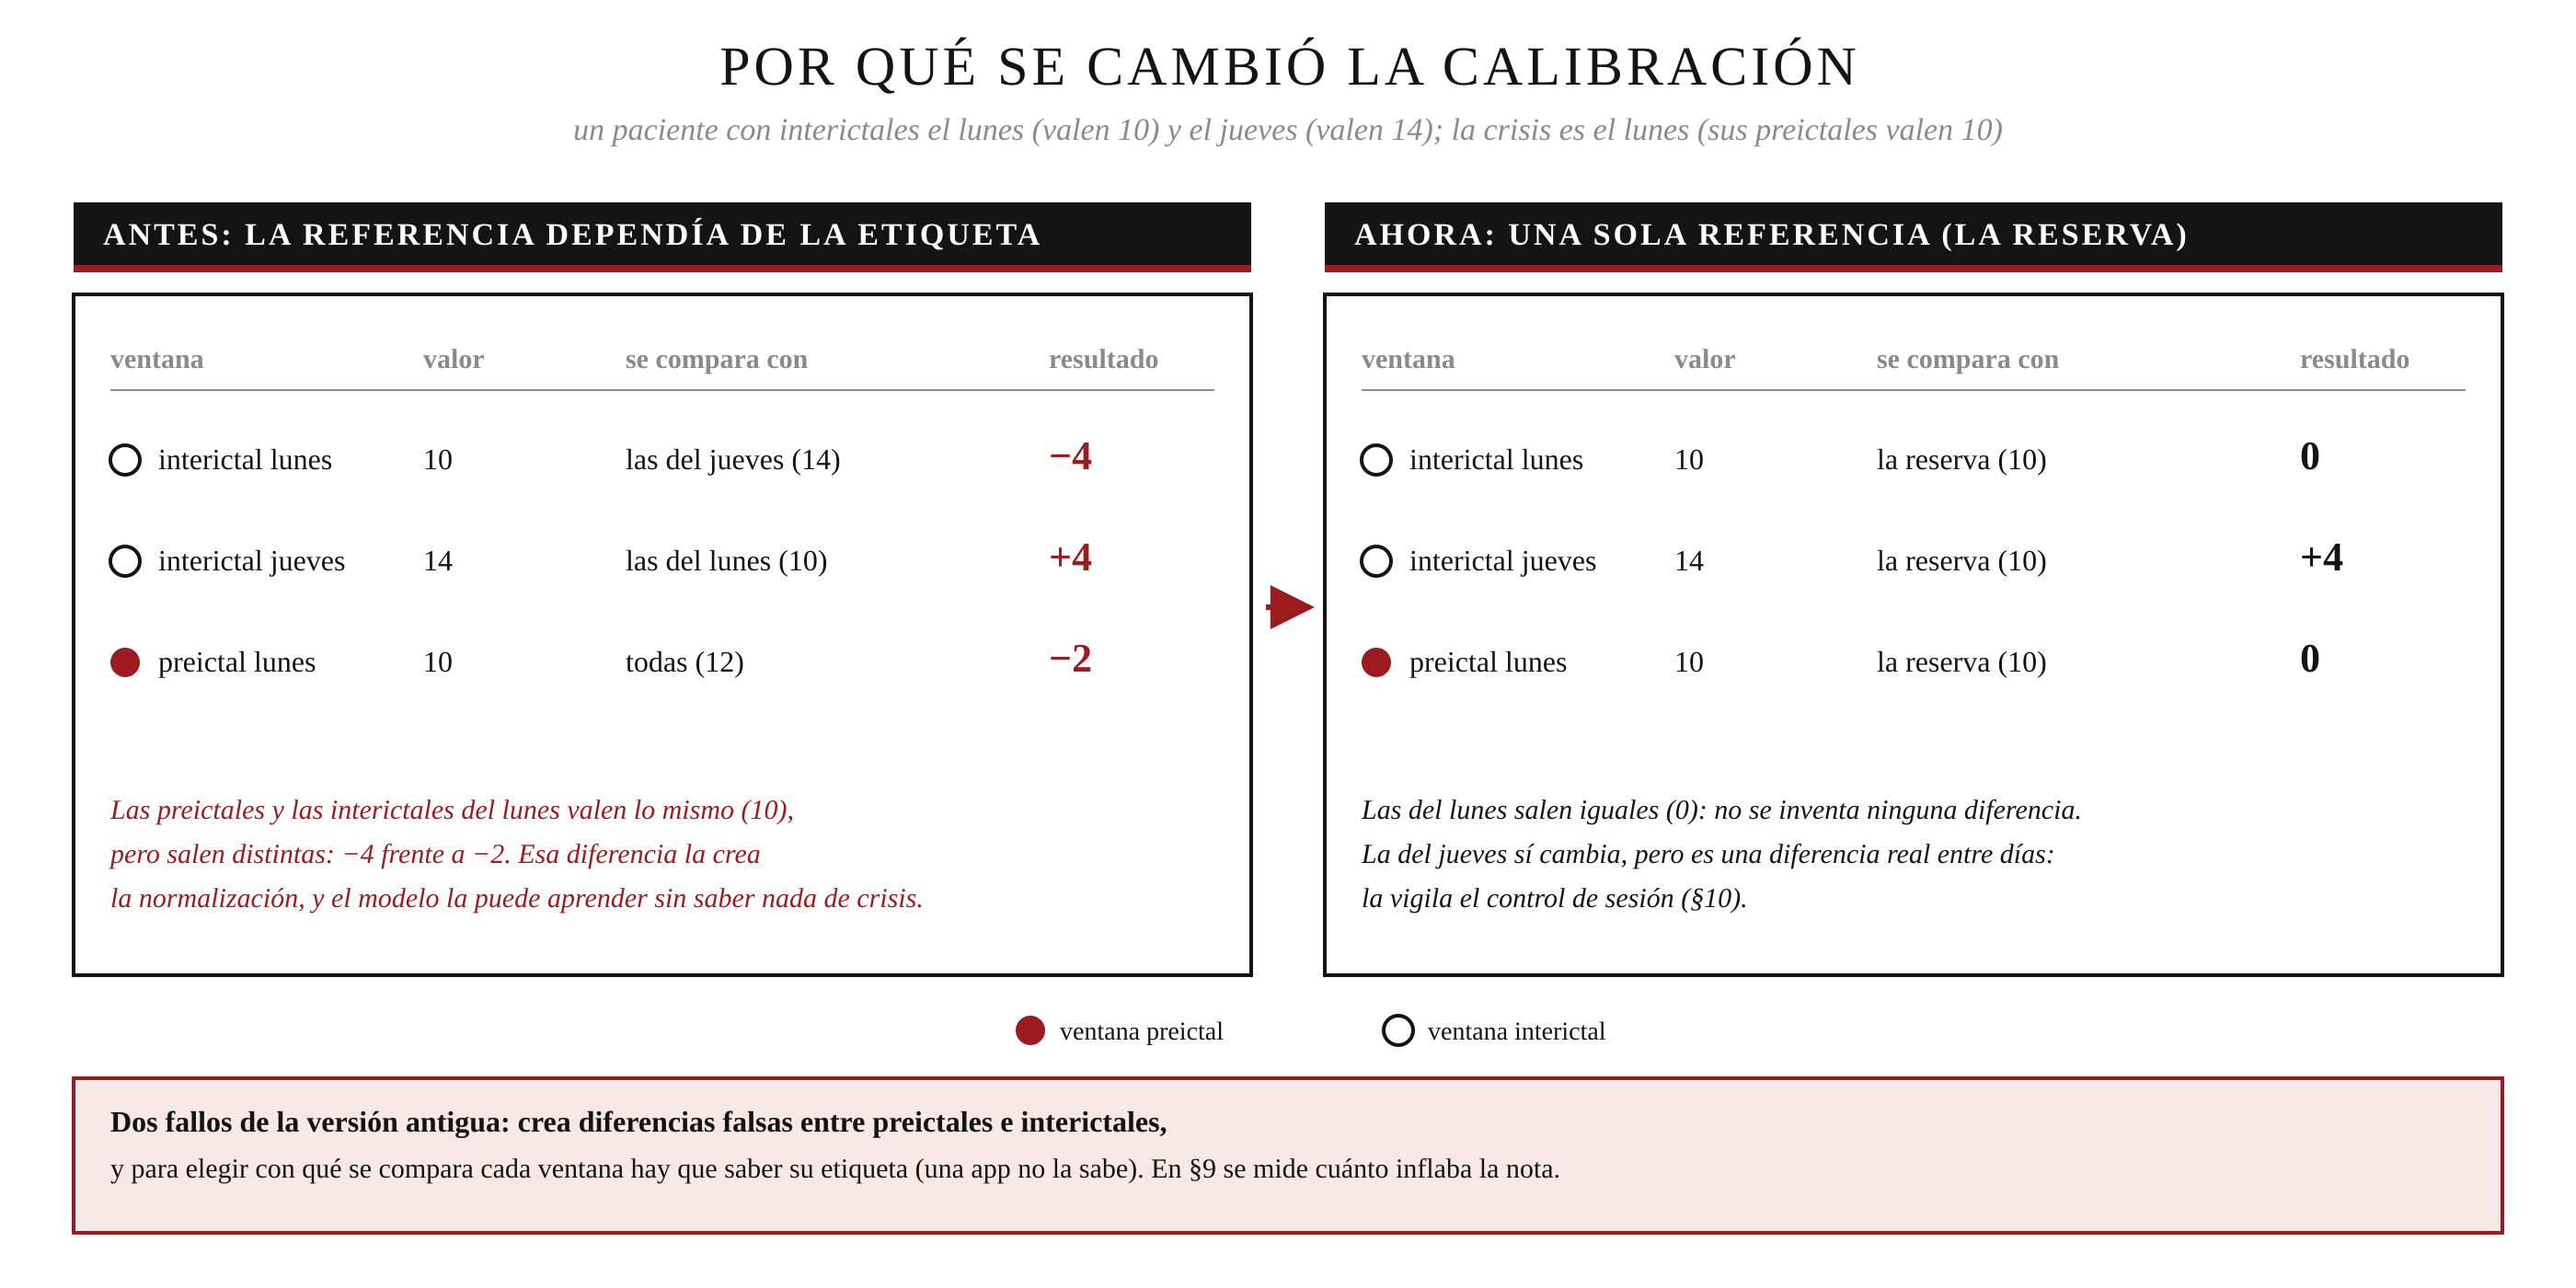 POR QUÉ SE CAMBIÓ LA CALIBRACIÓN
un paciente con interictales el lunes (valen 10) y el jueves (valen 14); la crisis es el lunes (sus preictales valen 10)
ANTES: LA REFERENCIA DEPENDÍA DE LA ETIQUETA
ventana valor se compara con resultado
interictal lunes 10 las del jueves (14) −4
interictal jueves 14 las del lunes (10) +4
preictal lunes 10 todas (12) −2
Las preictales y las interictales del lunes valen lo mismo (10),
pero salen distintas: −4 frente a −2. Esa diferencia la crea
la normalización, y el modelo la puede aprender sin saber nada de crisis.
AHORA: UNA SOLA REFERENCIA (LA RESERVA)
ventana valor se compara con resultado
interictal lunes 10 la reserva (10) 0
interictal jueves 14 la reserva (10) +4
preictal lunes 10 la reserva (10) 0
Las del lunes salen iguales (0): no se inventa ninguna diferencia.
La del jueves sí cambia, pero es una diferencia real entre días:
la vigila el control de sesión (§10).
ventana preictal ventana interictal
Dos fallos de la versión antigua: crea diferencias falsas entre preictales e interictales,
y para elegir con qué se compara cada ventana hay que saber su etiqueta (una app no la sabe). En §9 se mide cuánto inflaba la nota.